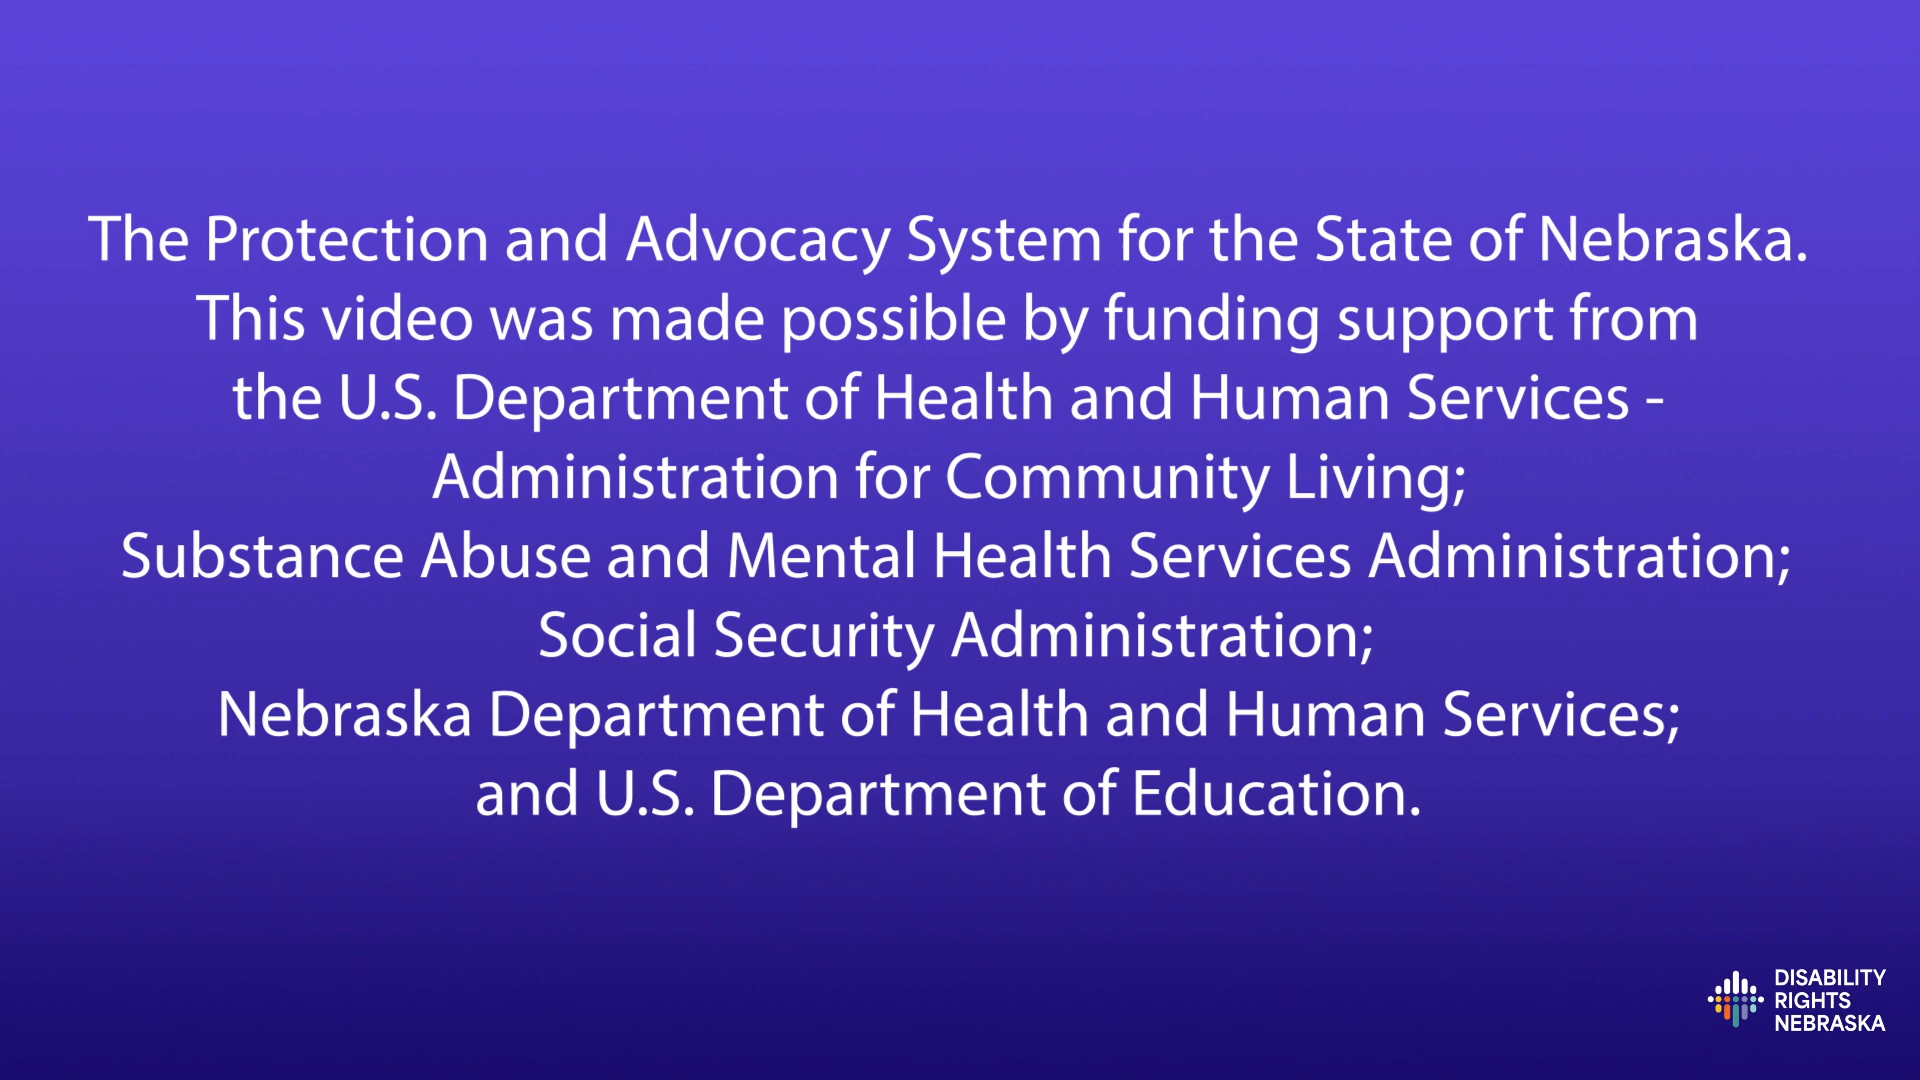 The Protection and Advocacy System for the State of Nebraska.
This video was made possible by funding support from
the U.S. Department of Health and Human Services -
Administration for Community Living;
Substance Abuse and Mental Health Services Administration;
Social Security Administration;
Nebraska Department of Health and Human Services;
and U.S. Department of Education.
DISABILITY
RIGHTS
NEBRASKA